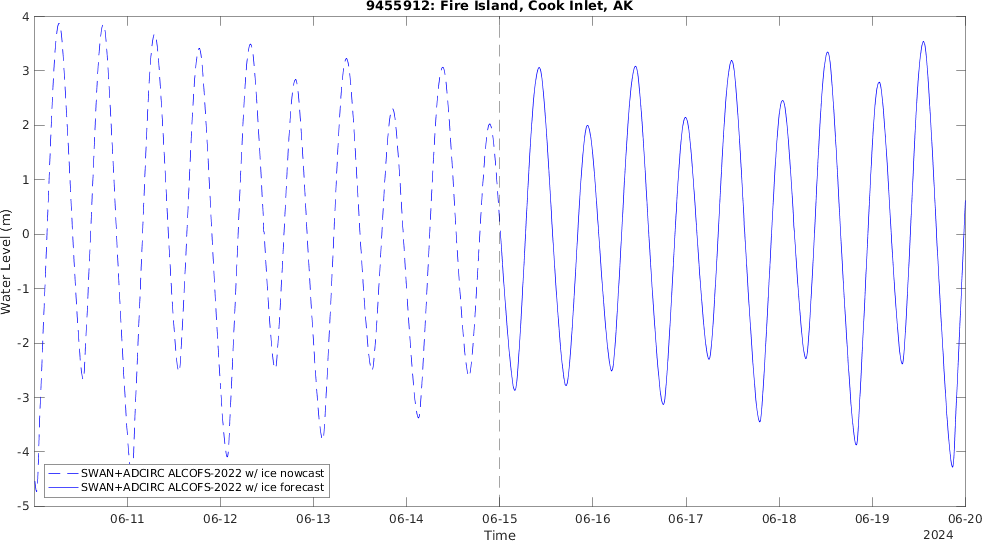 9455912: Fire Island, Cook Inlet, AK
Water Level (m)
4
3
2
1
0
-1
-2
-3
-4
-5
SWAN+ADCIRC ALCOFS-2022 w/ ice nowcast
SWAN+ADCIRC ALCOFS-2022 w/ ice forecast
06-11 06-12 06-13 06-14 06-15 06-16 06-17 06-18 06-19 06-20
Time
2024